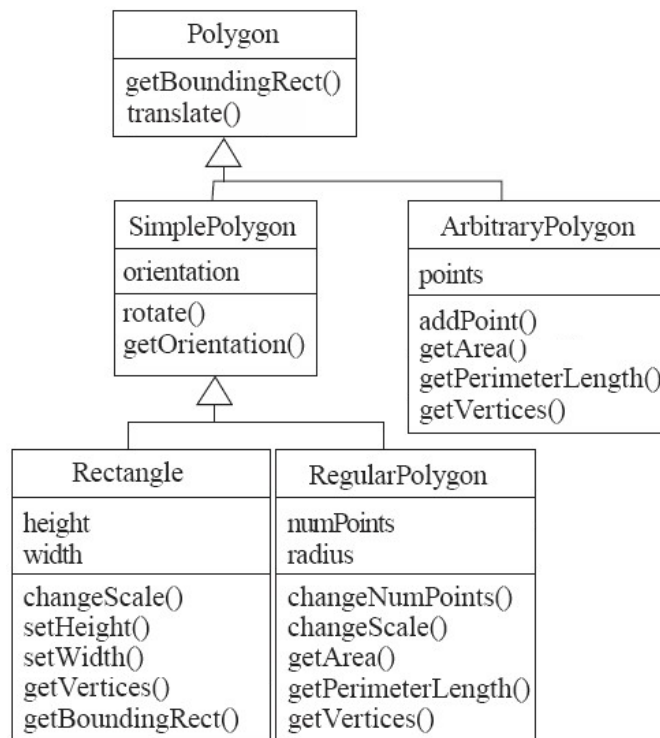 Polygon
getBoundingRect()
translate()
SimplePolygon
orientation
rotate()
getOrientation()
ArbitraryPolygon
points
addPoint()
getArea()
getPerimeterLength()
getVertices()
Rectangle
height
width
changeScale()
setHeight()
setWidth()
getVertices()
getBoundingRect()
RegularPolygon
numPoints
radius
changeNumPoints()
changeScale()
getArea()
getPerimeterLength()
getVertices()